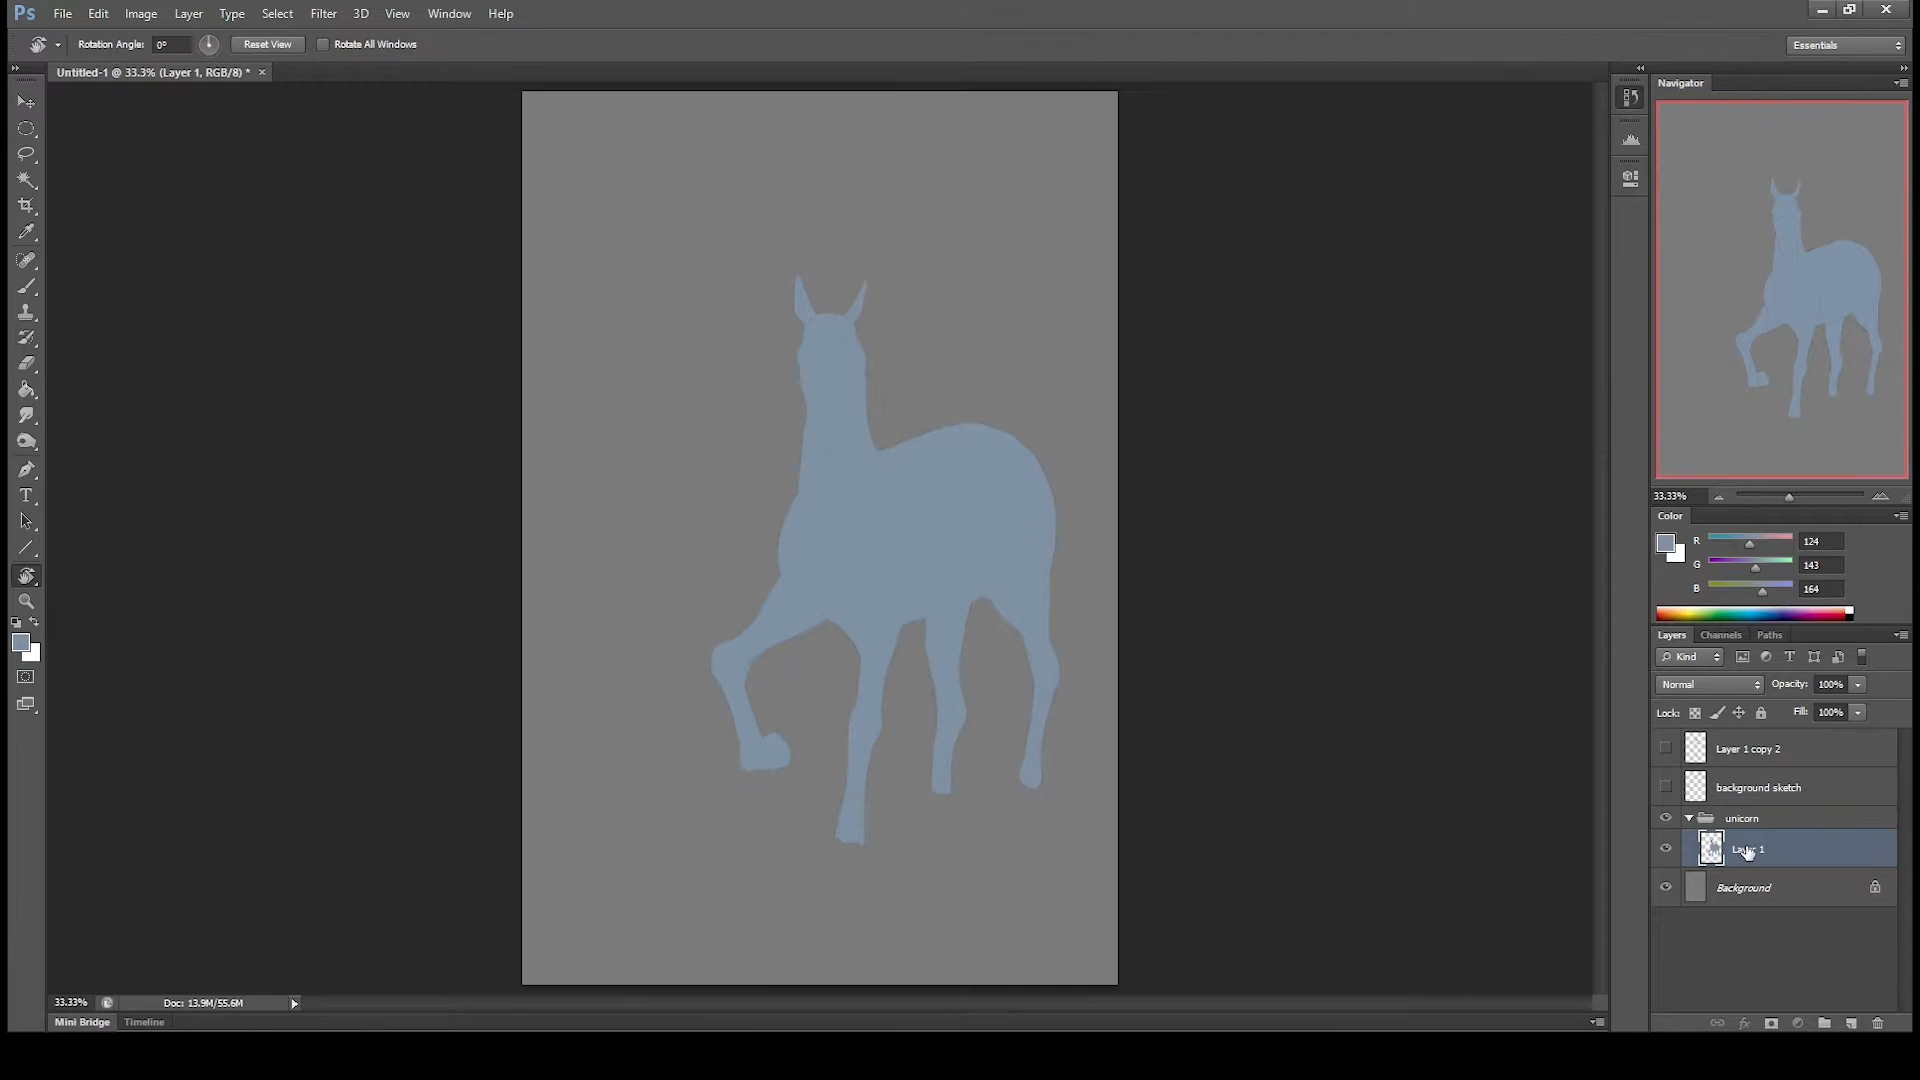 Ps File Edit Image Layer Type Select Filter 3D View Window Help
Rotation Angle: 0° Reset View Rotate All Windows Essentials
Untitled-1 @ 33.3% (Layer 1, RGB/8) *
Navigator
33.33%
Color
R 124
G 143
B 164
Layers Channels Paths
Kind
Normal Opacity: 100%
Lock: Fill: 100%
Layer 1 copy 2
background sketch
unicorn
Layer 1
Background
33.33% Doc: 13.9M/55.6M
Mini Bridge Timeline